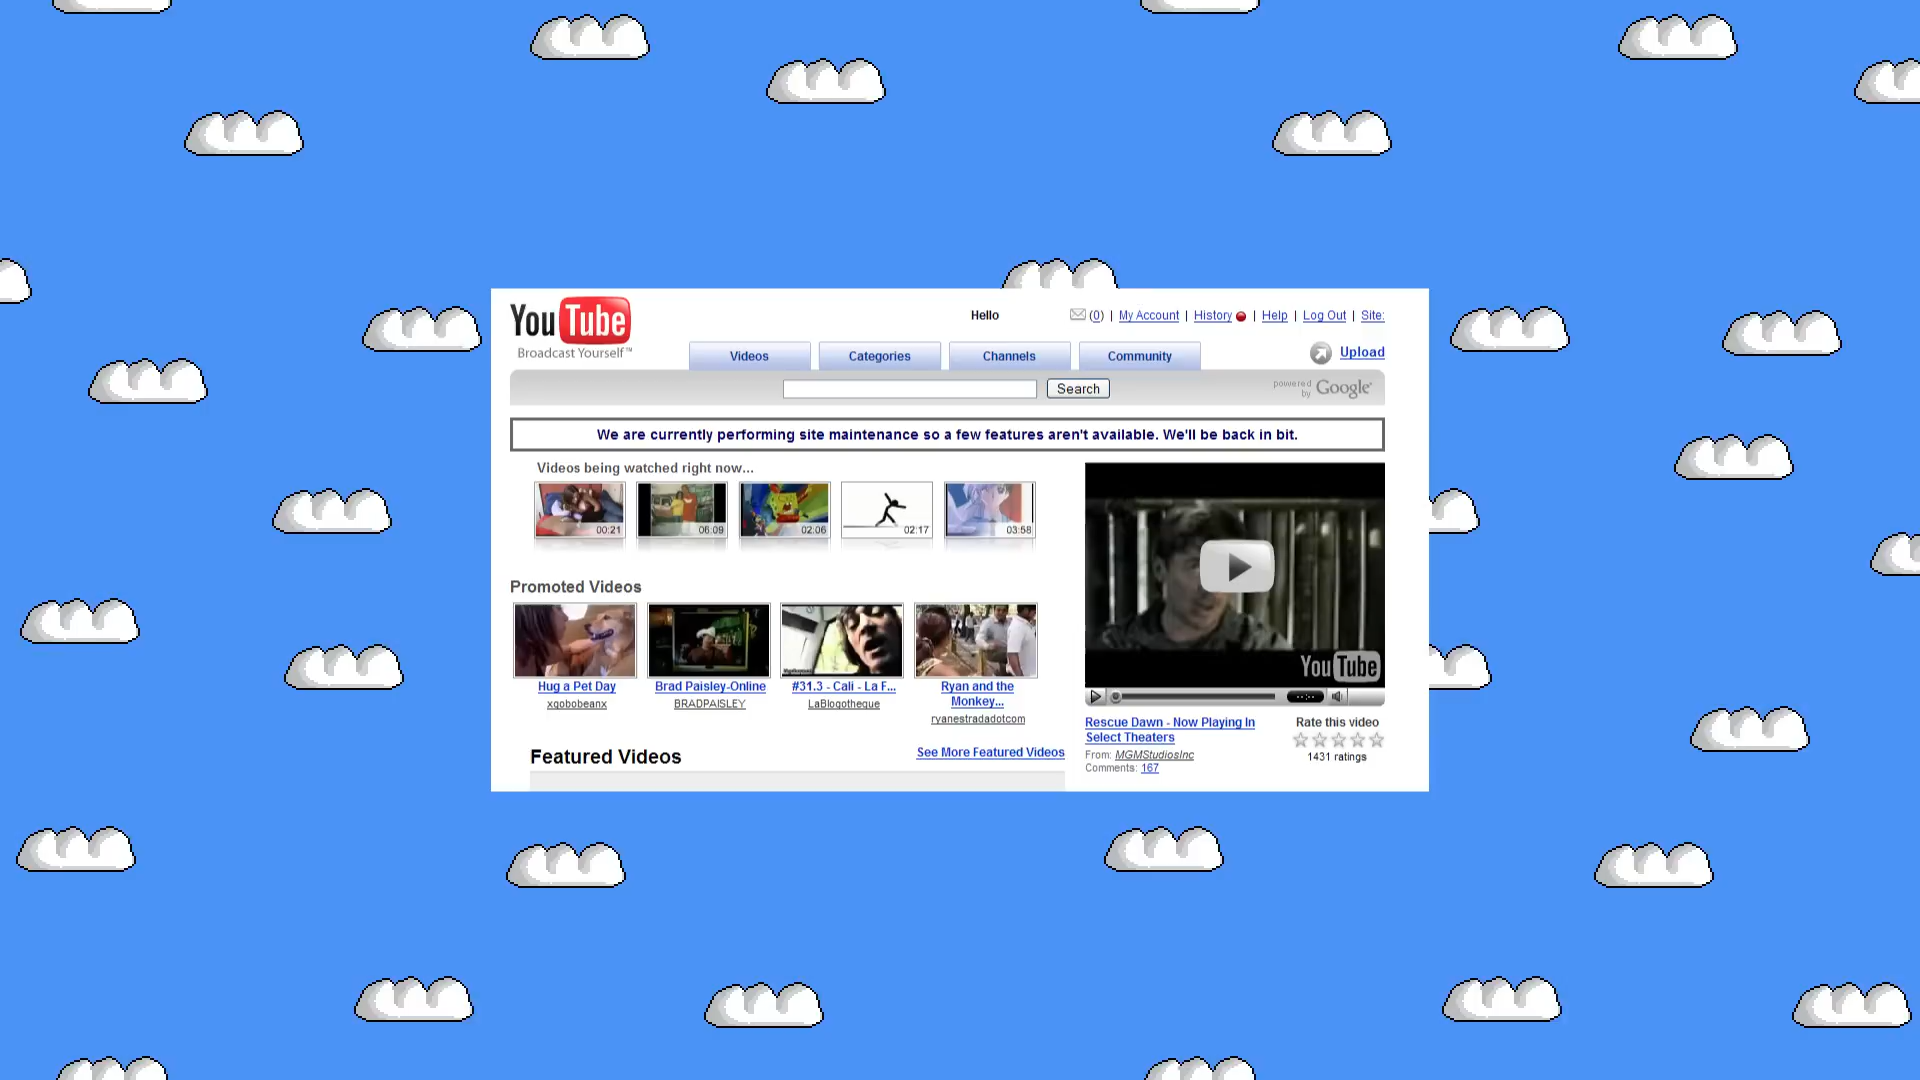 YouTube
Broadcast Yourself™
Hello
(0) | My Account | History | Help | Log Out | Site:
Videos
Categories
Channels
Community
Upload
Search
powered by Google
We are currently performing site maintenance so a few features aren't available. We'll be back in bit.
Videos being watched right now...
00:21
06:09
02:06
02:17
03:58
Promoted Videos
Hug a Pet Day
xgobobeanx
Brad Paisley-Online
BRADPAISLEY
#31.3 - Cali - La F...
LaBlogotheque
Ryan and the
Monkey...
ryanestradadotcom
Featured Videos
See More Featured Videos
YouTube
Rescue Dawn - Now Playing In
Select Theaters
From: MGMStudiosInc
Comments: 167
Rate this video
1431 ratings